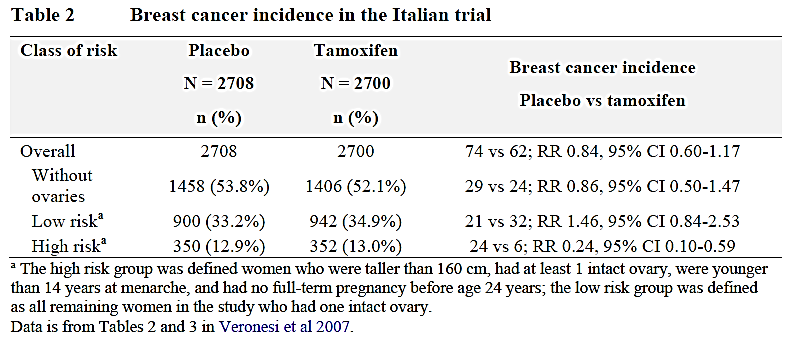 Table 2 Breast cancer incidence in the Italian trial
Class of risk Placebo Tamoxifen Breast cancer incidence
N = 2708 N = 2700 Placebo vs tamoxifen
n (%) n (%)
Overall 2708 2700 74 vs 62; RR 0.84, 95% CI 0.60-1.17
Without ovaries 1458 (53.8%) 1406 (52.1%) 29 vs 24; RR 0.86, 95% CI 0.50-1.47
Low riskᵃ 900 (33.2%) 942 (34.9%) 21 vs 32; RR 1.46, 95% CI 0.84-2.53
High riskᵃ 350 (12.9%) 352 (13.0%) 24 vs 6; RR 0.24, 95% CI 0.10-0.59
ᵃ The high risk group was defined women who were taller than 160 cm, had at least 1 intact ovary, were younger
than 14 years at menarche, and had no full-term pregnancy before age 24 years; the low risk group was defined
as all remaining women in the study who had one intact ovary.
Data is from Tables 2 and 3 in Veronesi et al 2007.